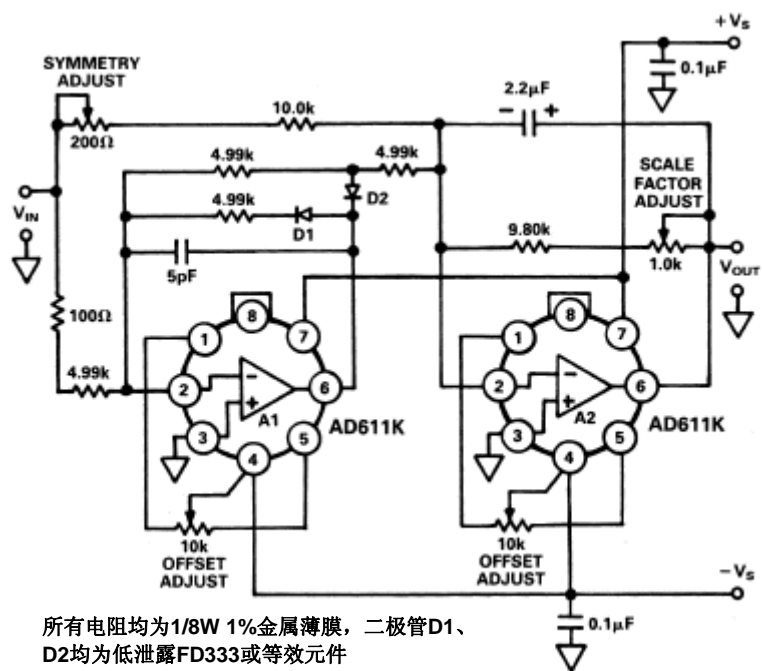 +VS
0.1μF
SYMMETRY
ADJUST
200Ω
10.0k
2.2μF
−
+
4.99k
4.99k
D2
4.99k
D1
5pF
SCALE
FACTOR
ADJUST
9.80k
1.0k
VIN
VOUT
100Ω
4.99k
1
8
7
2
−
+
A1
6
3
5
4
AD611K
10k
OFFSET
ADJUST
1
8
7
2
−
+
A2
6
3
5
4
AD611K
10k
OFFSET
ADJUST
−VS
0.1μF
所有电阻均为1/8W 1%金属薄膜，二极管D1、
D2均为低泄露FD333或等效元件